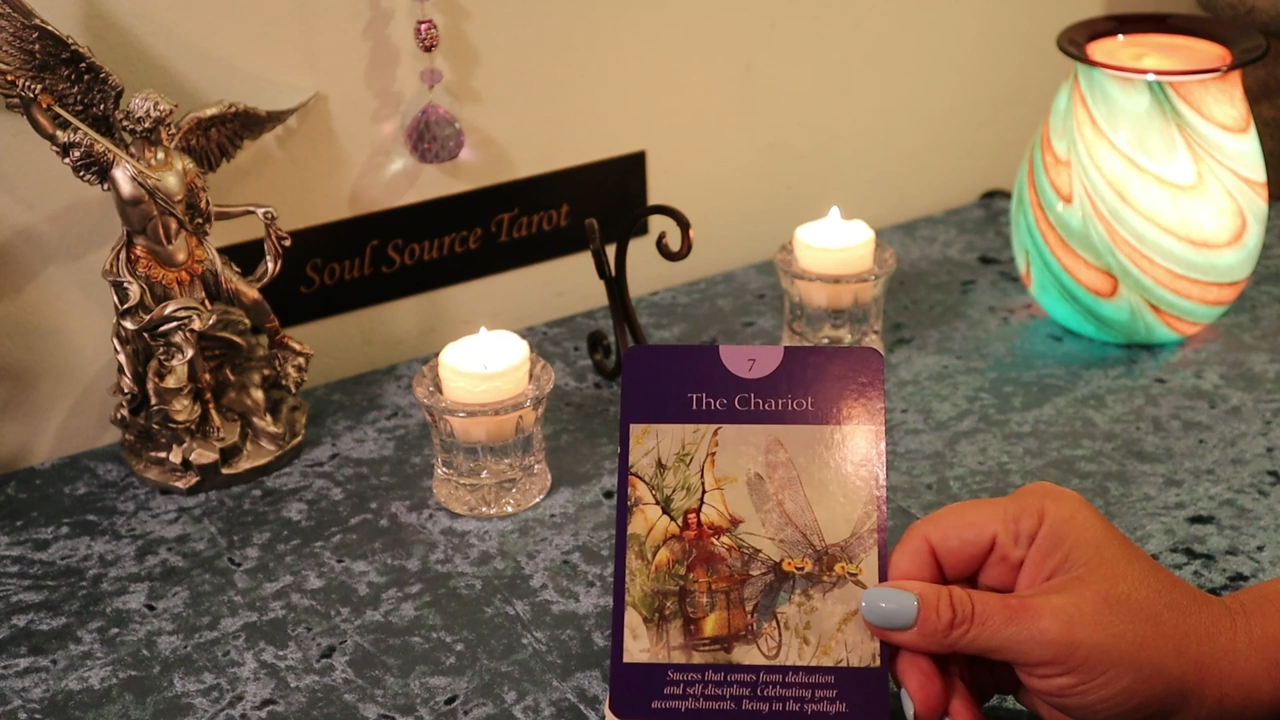 Soul Source Tarot
7
The Chariot
Success that comes from dedication
and self-discipline. Celebrating your
accomplishments. Being in the spotlight.